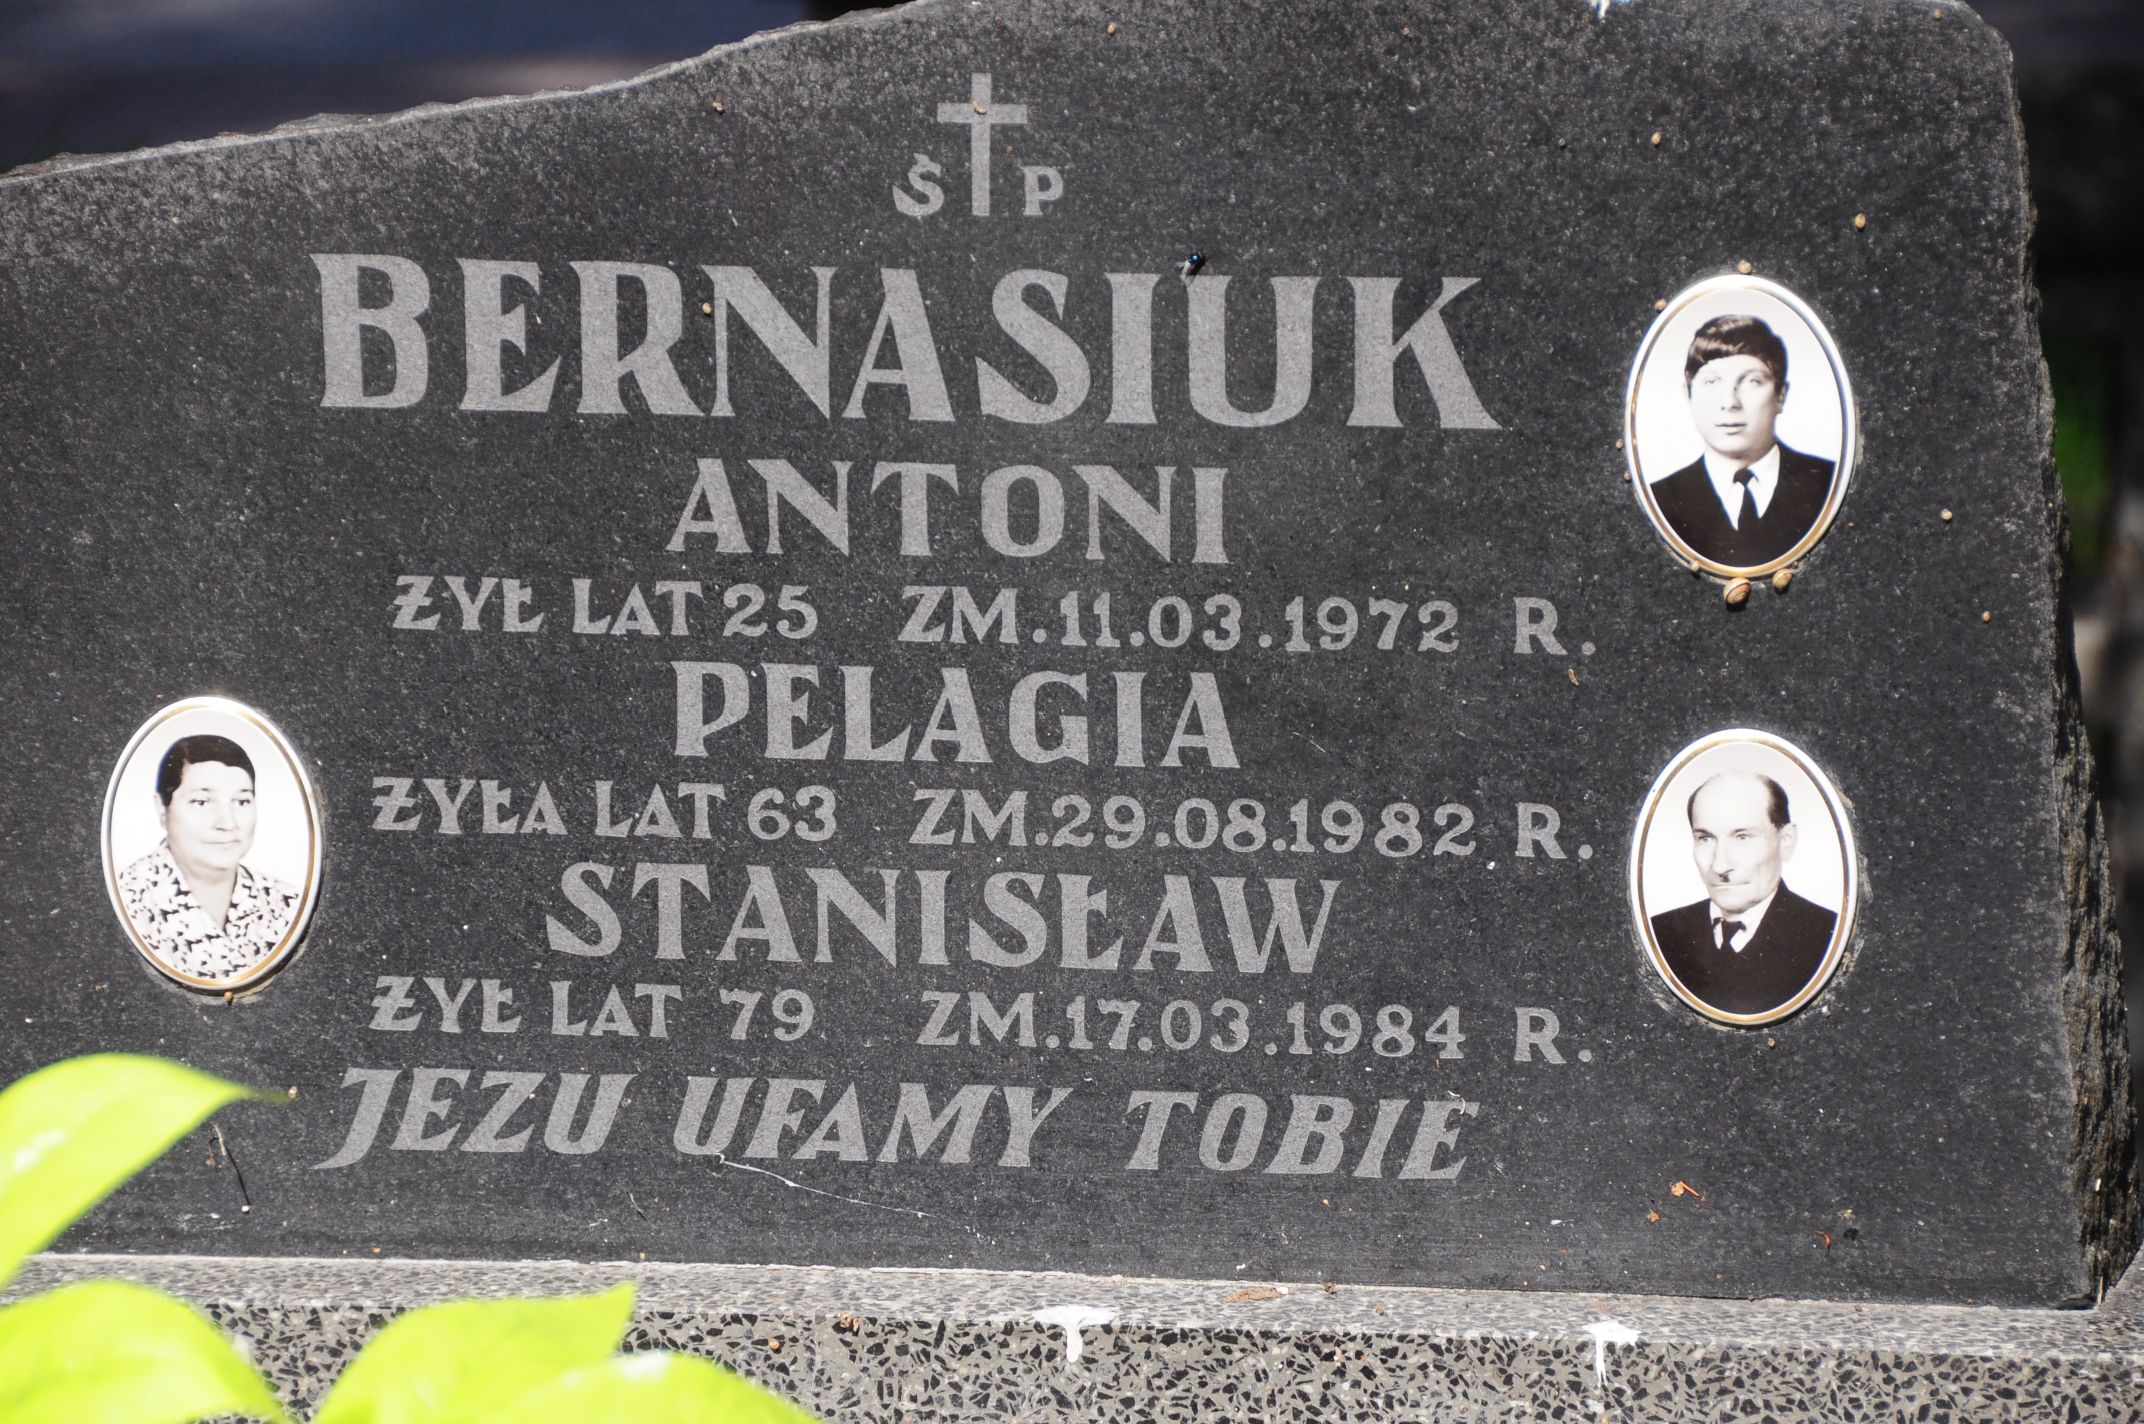 Ś P
BERNASIUK
ANTONI
ŻYŁ LAT 25 ZM.11.03.1972 R.
PELAGIA
ŻYŁA LAT 63 ZM.29.08.1982 R.
STANISŁAW
ŻYŁ LAT 79 ZM.17.03.1984 R.
JEZU UFAMY TOBIE